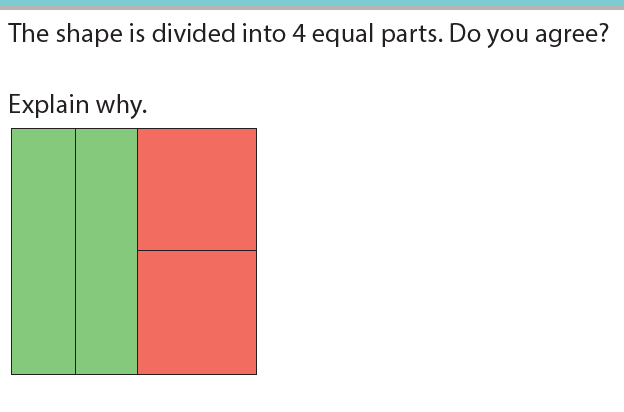 The shape is divided into 4 equal parts. Do you agree?
Explain why.